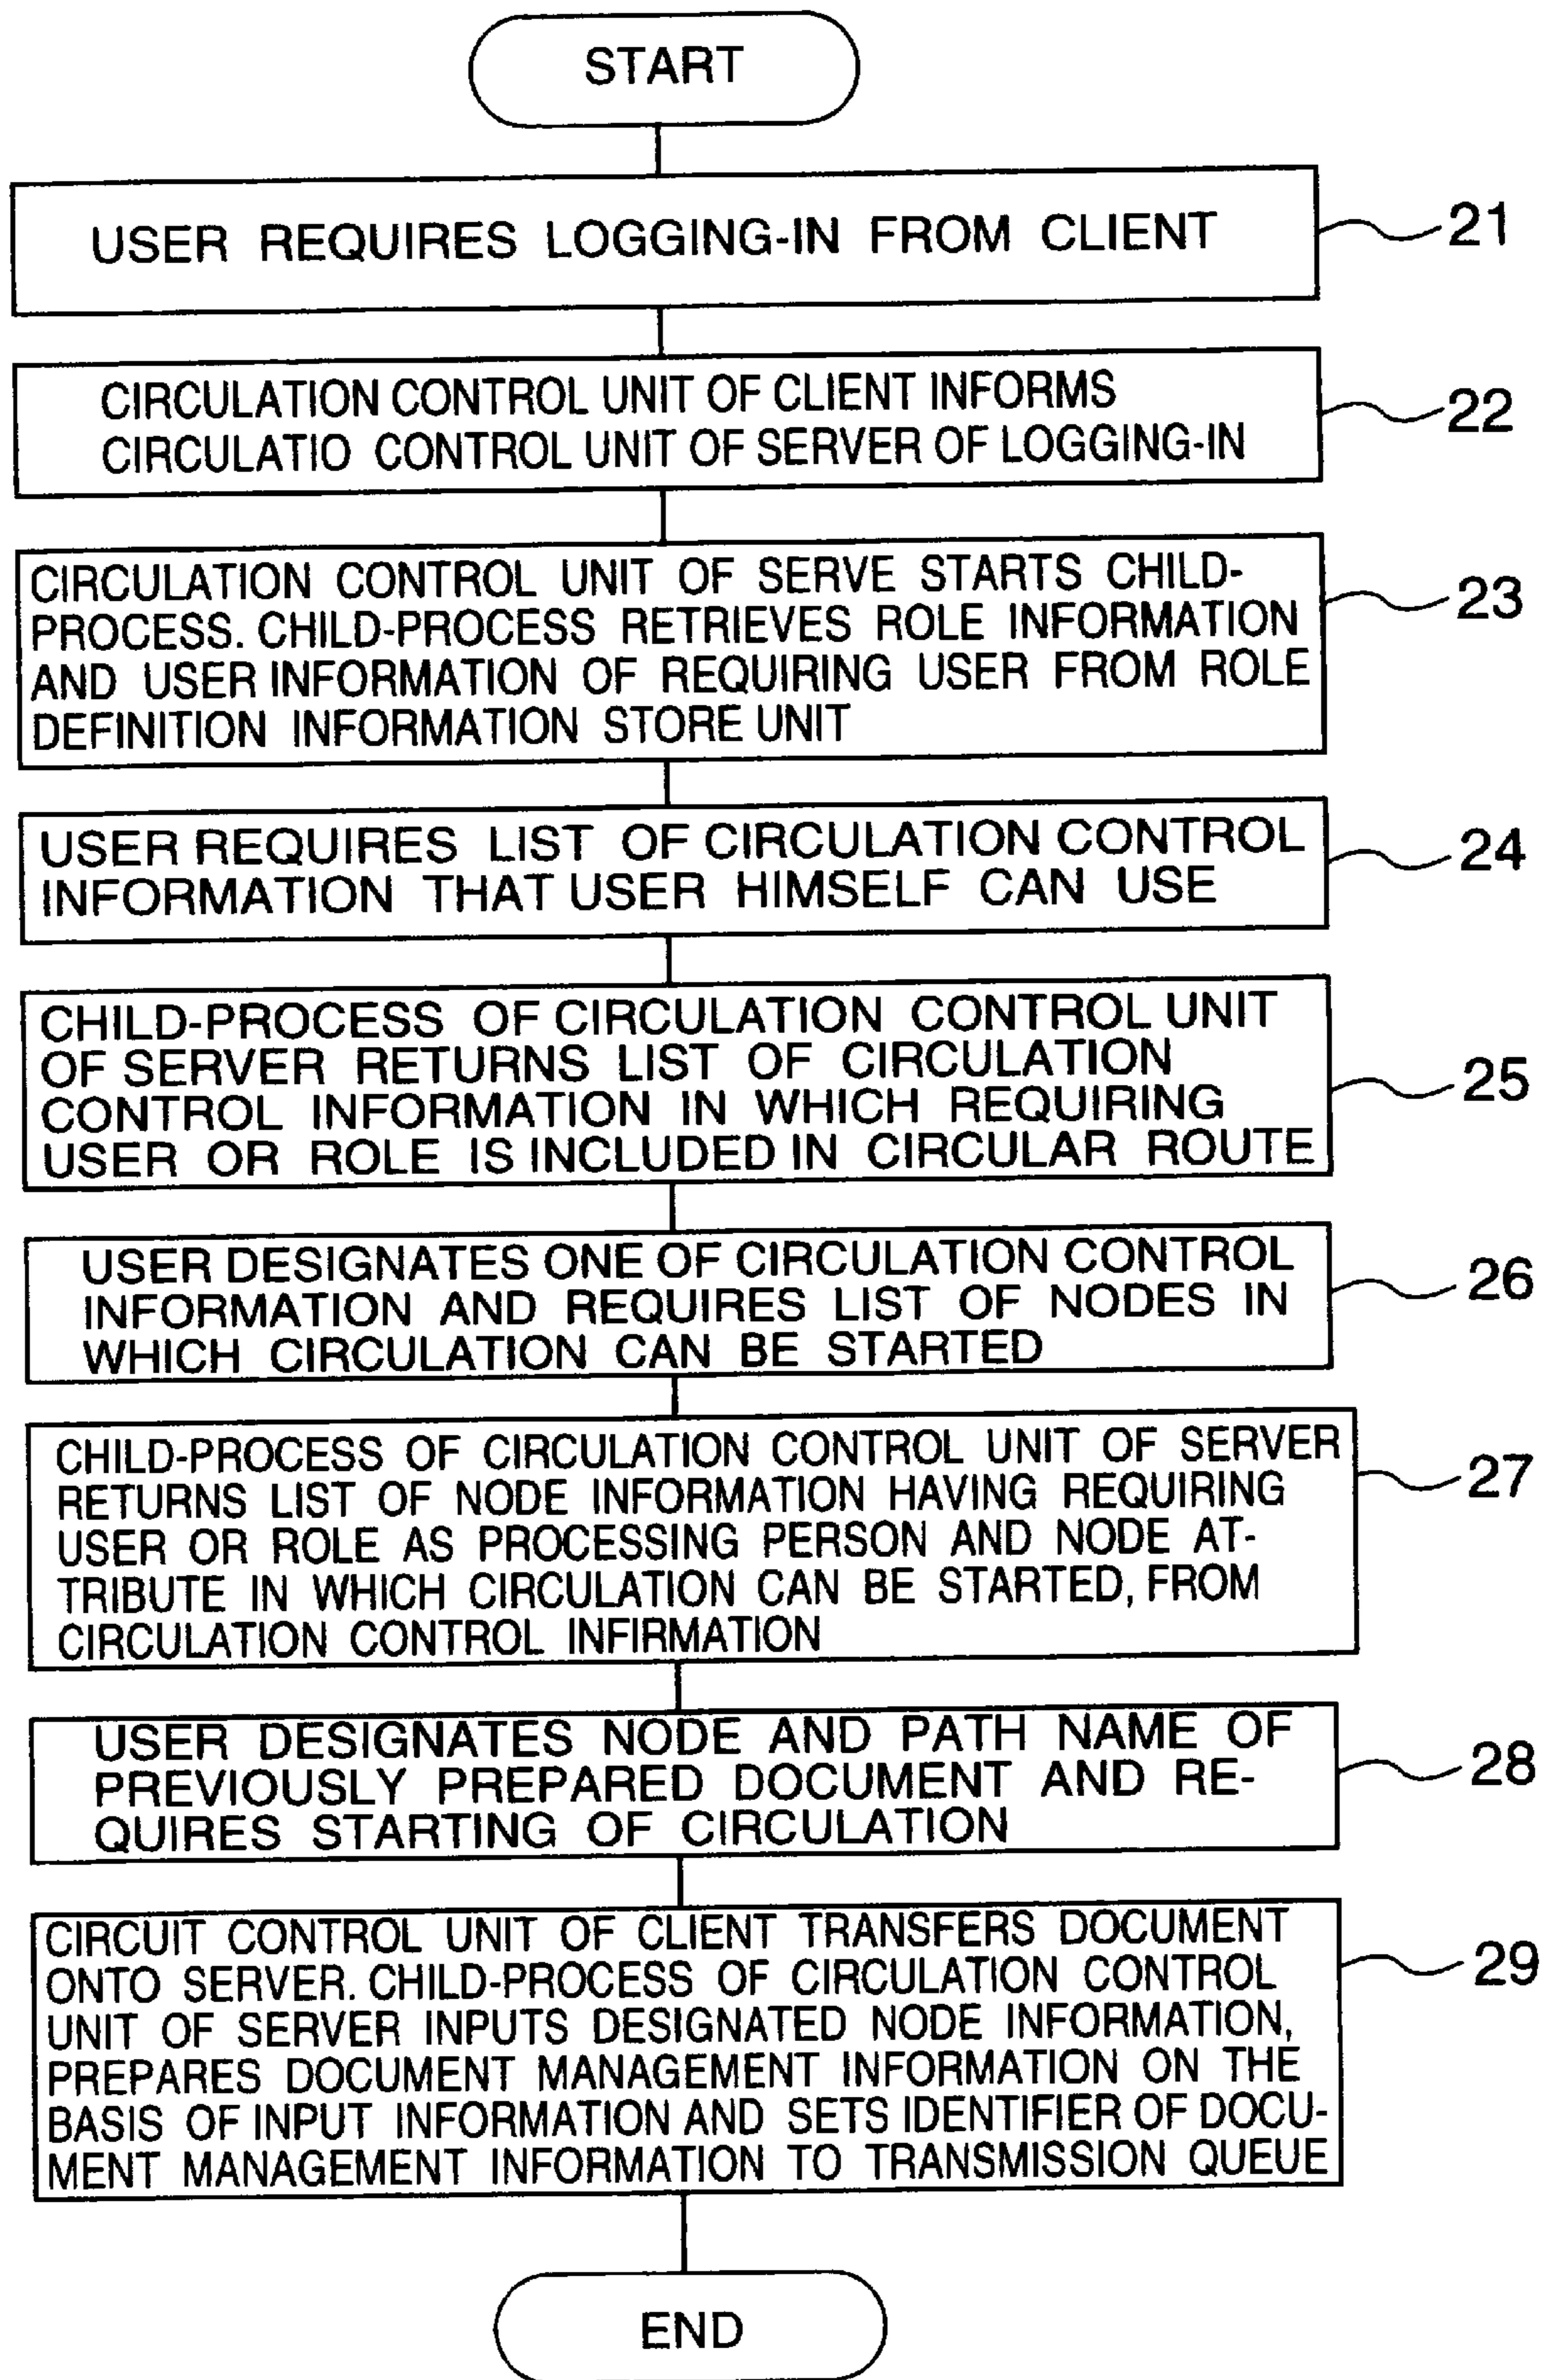 START
USER REQUIRES LOGGING-IN FROM CLIENT
21
CIRCULATION CONTROL UNIT OF CLIENT INFORMS
CIRCULATIO CONTROL UNIT OF SERVER OF LOGGING-IN
22
CIRCULATION CONTROL UNIT OF SERVE STARTS CHILD-
PROCESS. CHILD-PROCESS RETRIEVES ROLE INFORMATION
AND USER INFORMATION OF REQUIRING USER FROM ROLE
DEFINITION INFORMATION STORE UNIT
23
USER REQUIRES LIST OF CIRCULATION CONTROL
INFORMATION THAT USER HIMSELF CAN USE
24
CHILD-PROCESS OF CIRCULATION CONTROL UNIT
OF SERVER RETURNS LIST OF CIRCULATION
CONTROL INFORMATION IN WHICH REQUIRING
USER OR ROLE IS INCLUDED IN CIRCULAR ROUTE
25
USER DESIGNATES ONE OF CIRCULATION CONTROL
INFORMATION AND REQUIRES LIST OF NODES IN
WHICH CIRCULATION CAN BE STARTED
26
CHILD-PROCESS OF CIRCULATION CONTROL UNIT OF SERVER
RETURNS LIST OF NODE INFORMATION HAVING REQUIRING
USER OR ROLE AS PROCESSING PERSON AND NODE AT-
TRIBUTE IN WHICH CIRCULATION CAN BE STARTED, FROM
CIRCULATION CONTROL INFIRMATION
27
USER DESIGNATES NODE AND PATH NAME OF
PREVIOUSLY PREPARED DOCUMENT AND RE-
QUIRES STARTING OF CIRCULATION
28
CIRCUIT CONTROL UNIT OF CLIENT TRANSFERS DOCUMENT
ONTO SERVER. CHILD-PROCESS OF CIRCULATION CONTROL
UNIT OF SERVER INPUTS DESIGNATED NODE INFORMATION,
PREPARES DOCUMENT MANAGEMENT INFORMATION ON THE
BASIS OF INPUT INFORMATION AND SETS IDENTIFIER OF DOCU-
MENT MANAGEMENT INFORMATION TO TRANSMISSION QUEUE
29
END